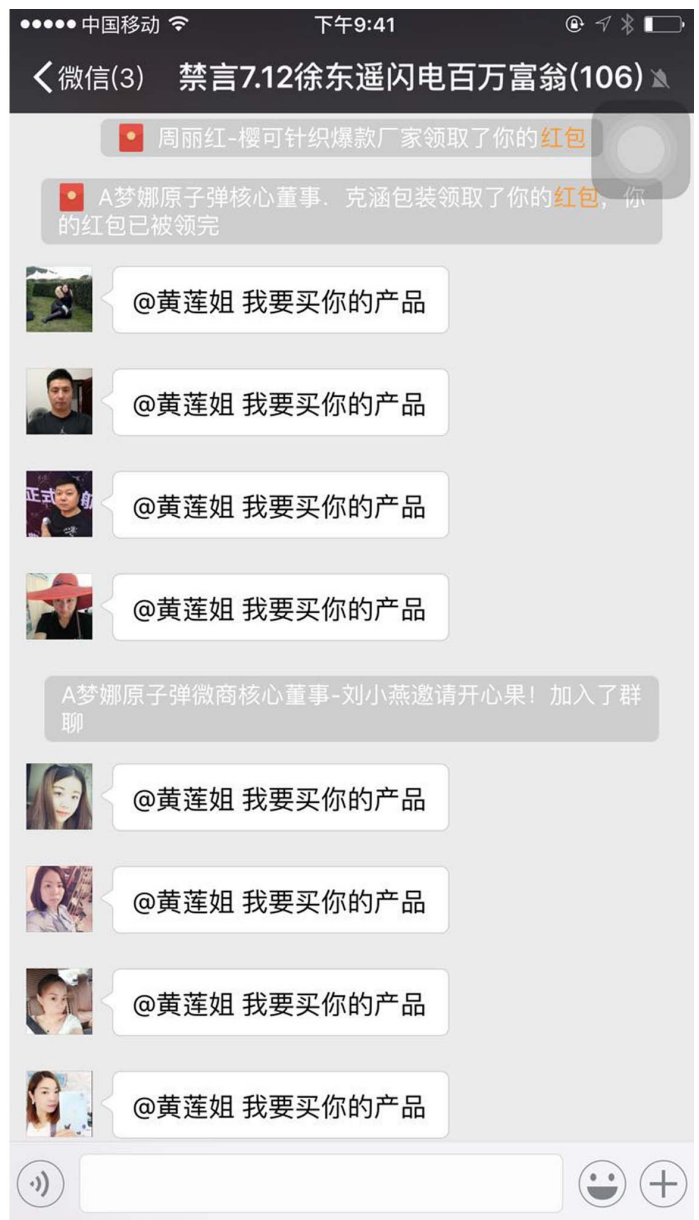 中国移动 下午9:41
微信(3) 禁言7.12徐东遥闪电百万富翁(106)
周丽红-樱可针织爆款厂家领取了你的红包
A梦娜原子弹核心董事．克涵包装领取了你的红包，你
的红包已被领完
@黄莲姐 我要买你的产品
@黄莲姐 我要买你的产品
正式 航
@黄莲姐 我要买你的产品
@黄莲姐 我要买你的产品
A梦娜原子弹微商核心董事-刘小燕邀请开心果！加入了群
聊
@黄莲姐 我要买你的产品
@黄莲姐 我要买你的产品
@黄莲姐 我要买你的产品
@黄莲姐 我要买你的产品